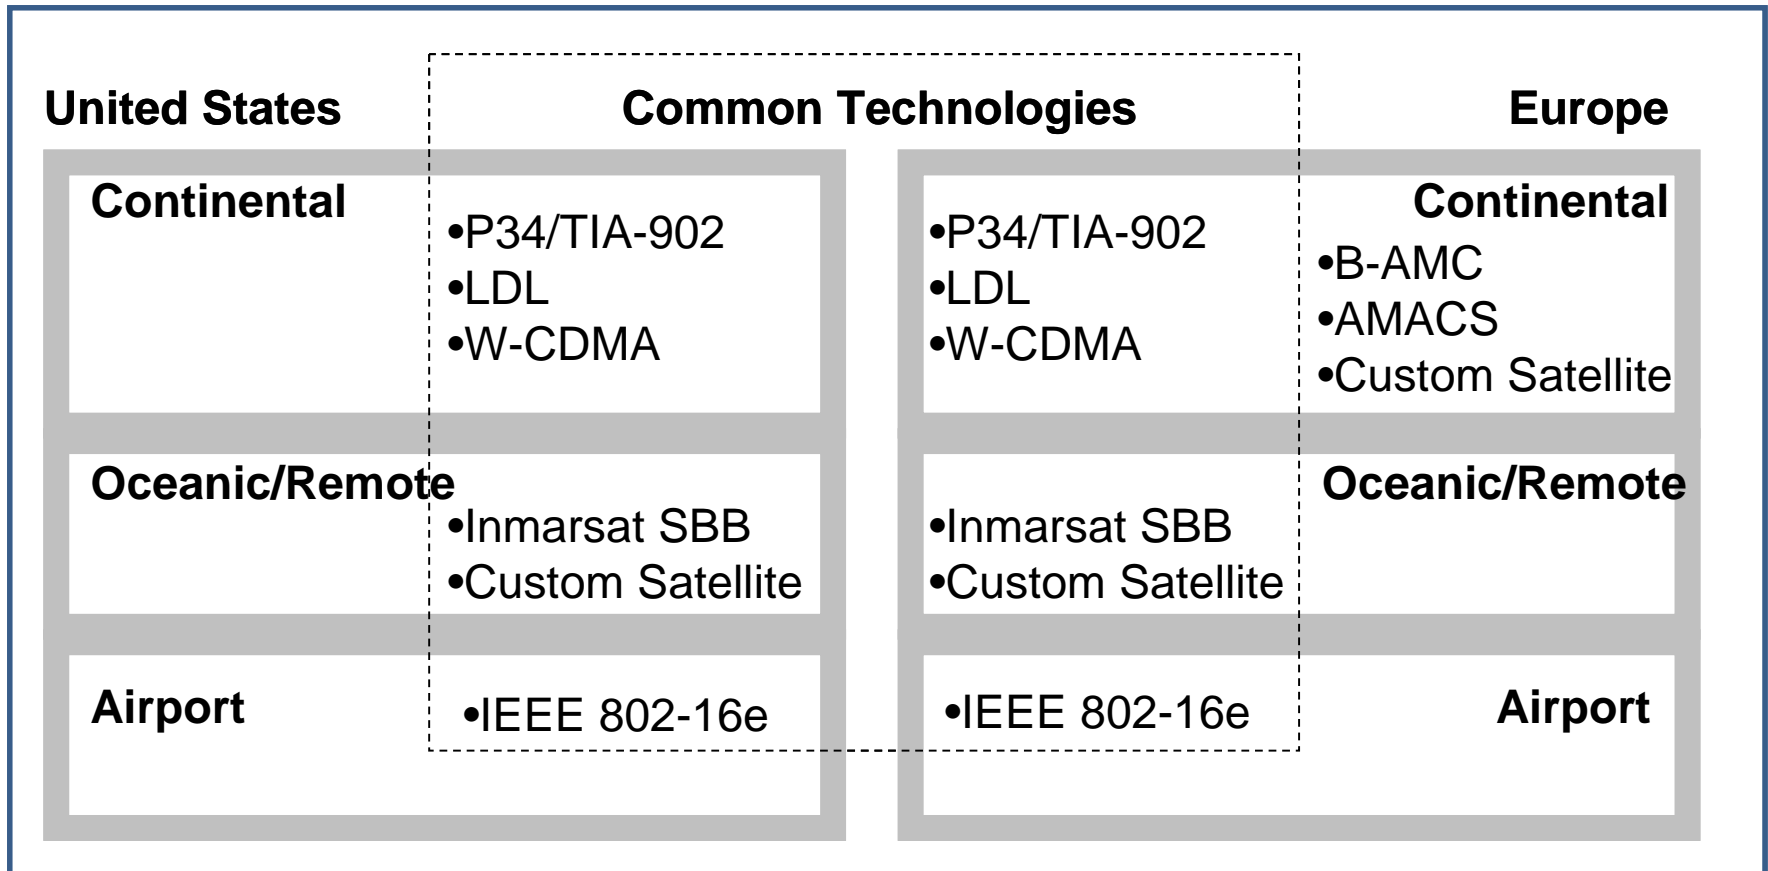 United States
Common Technologies
Europe
Continental
•P34/TIA-902
•LDL
•W-CDMA
•P34/TIA-902
•LDL
•W-CDMA
Continental
•B-AMC
•AMACS
•Custom Satellite
Oceanic/Remote
•Inmarsat SBB
•Custom Satellite
•Inmarsat SBB
•Custom Satellite
Oceanic/Remote
Airport
•IEEE 802-16e
•IEEE 802-16e
Airport